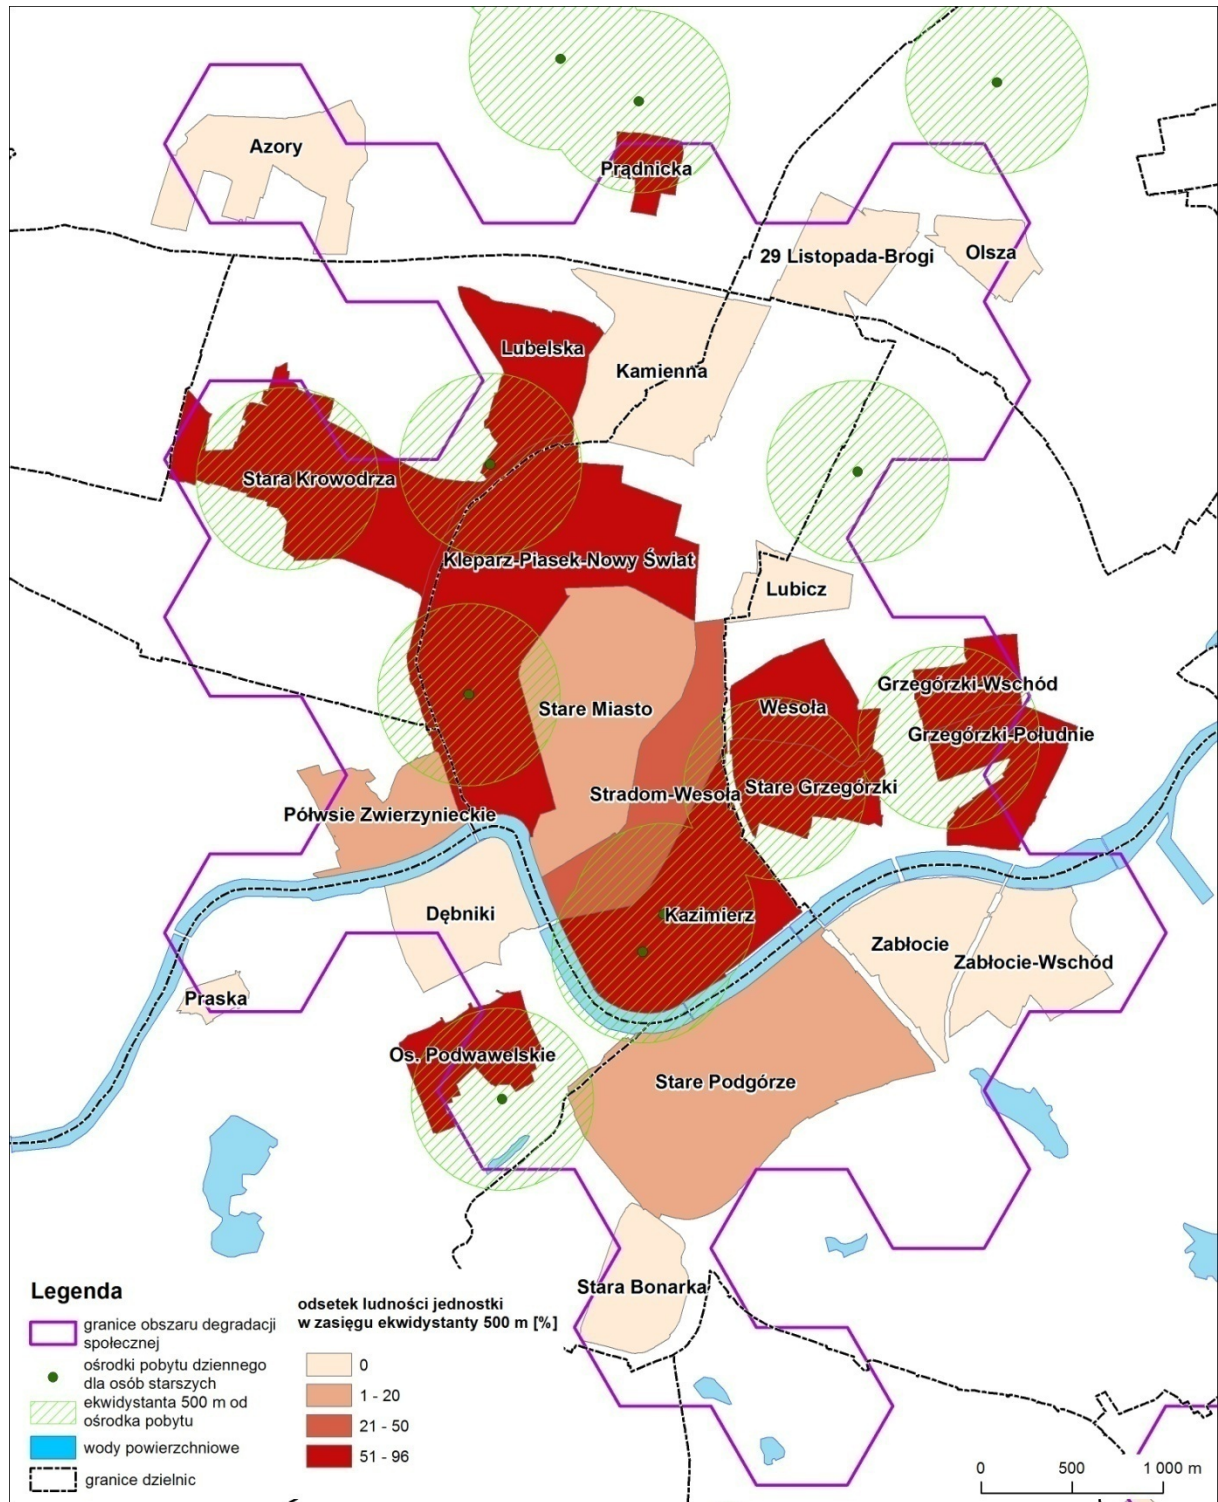 Azory
Prądnicka
29 Listopada-Brogi
Olsza
Lubelska
Kamienna
Stara Krowodrza
Kleparz-Piasek-Nowy Świat
Lubicz
Grzegórzki-Wschód
Stare Miasto
Wesoła
Grzegórzki-Południe
Stradom-Wesoła
Stare Grzegórzki
Półwsie Zwierzynieckie
Dębniki
Kazimierz
Zabłocie
Zabłocie-Wschód
Praska
Os. Podwawelskie
Stare Podgórze
Stara Bonarka
Legenda
granice obszaru degradacji
społecznej
ośrodki pobytu dziennego
dla osób starszych
ekwidystanta 500 m od
ośrodka pobytu
wody powierzchniowe
granice dzielnic
odsetek ludności jednostki
w zasięgu ekwidystanty 500 m [%]
0
1 - 20
21 - 50
51 - 96
0 500 1 000 m